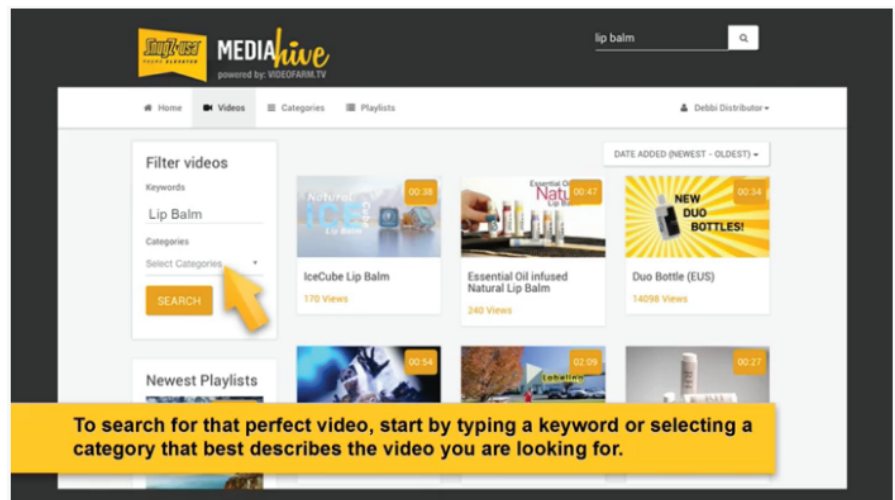 SnugZ USA
PROMO ELEVATED
MEDIAhive
powered by: VIDEOFARM.TV
lip balm
Home Videos Categories Playlists Debbi Distributor
Filter videos
Keywords
Lip Balm
Categories
Select Categories
SEARCH
DATE ADDED (NEWEST - OLDEST)
Natural
ICE Cube
Lip Balm
00:38
IceCube Lip Balm
170 Views
Essential Oil
Natu
Lip B
00:47
Essential Oil infused
Natural Lip Balm
240 Views
NEW
DUO
BOTTLES!
00:34
Duo Bottle (EUS)
14098 Views
Newest Playlists
00:54
02:09
00:27
To search for that perfect video, start by typing a keyword or selecting a
category that best describes the video you are looking for.